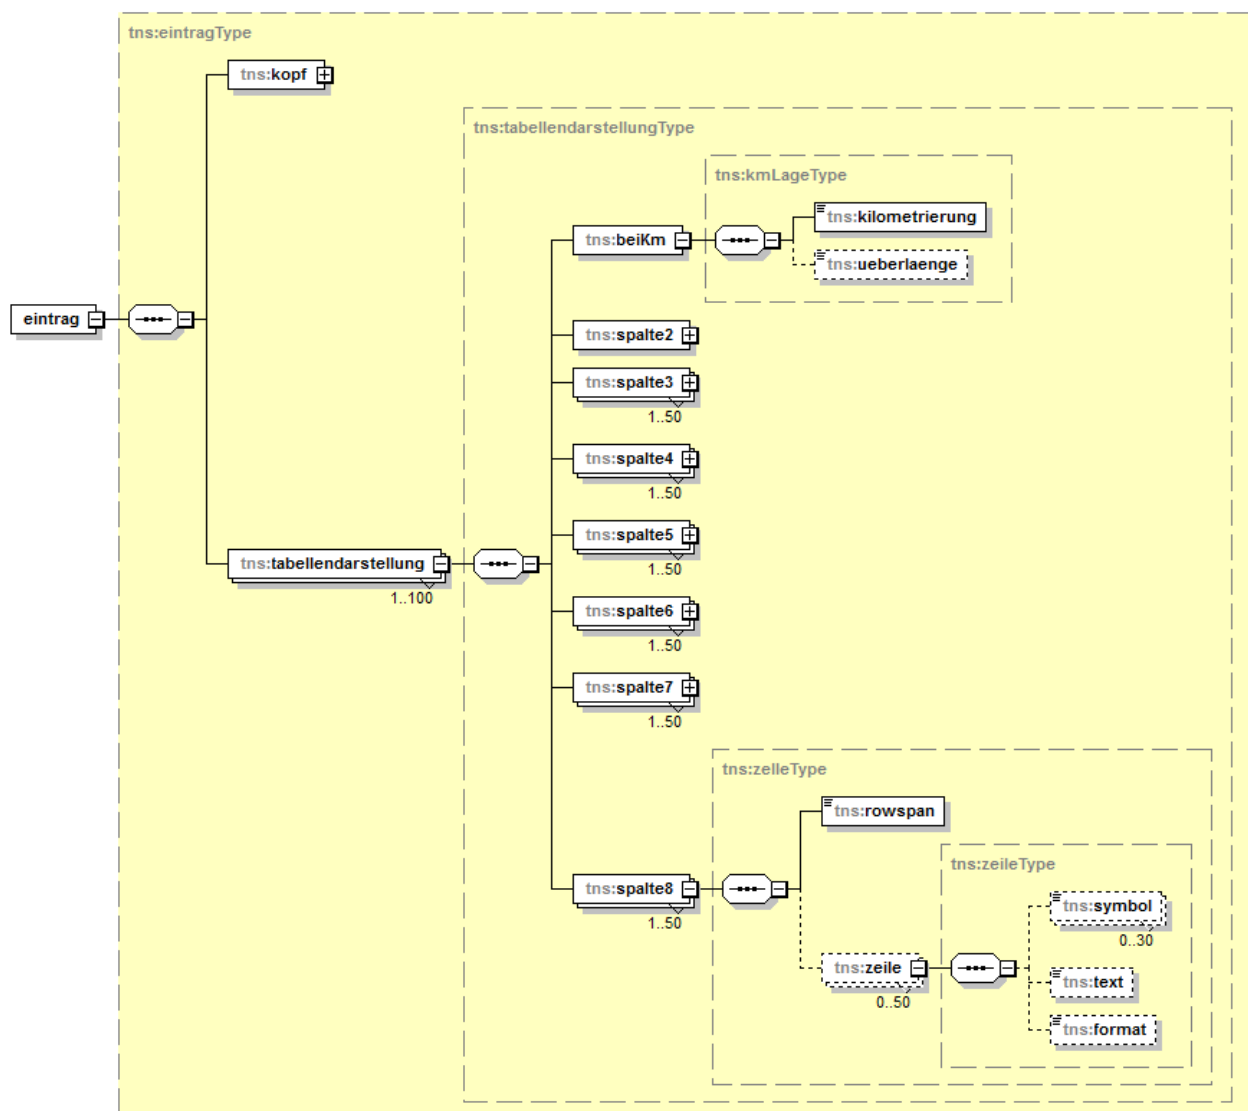 tns:eintragType
tns:kopf
tns:tabellendarstellungType
tns:kmLageType
tns:kilometrierung
tns:beiKm
tns:ueberlaenge
eintrag
tns:spalte2
tns:spalte3
1..50
tns:spalte4
1..50
tns:spalte5
1..50
tns:tabellendarstellung
1..100
tns:spalte6
1..50
tns:spalte7
1..50
tns:zelleType
tns:rowspan
tns:zeileType
tns:spalte8
1..50
tns:symbol
0..30
tns:zeile
0..50
tns:text
tns:format